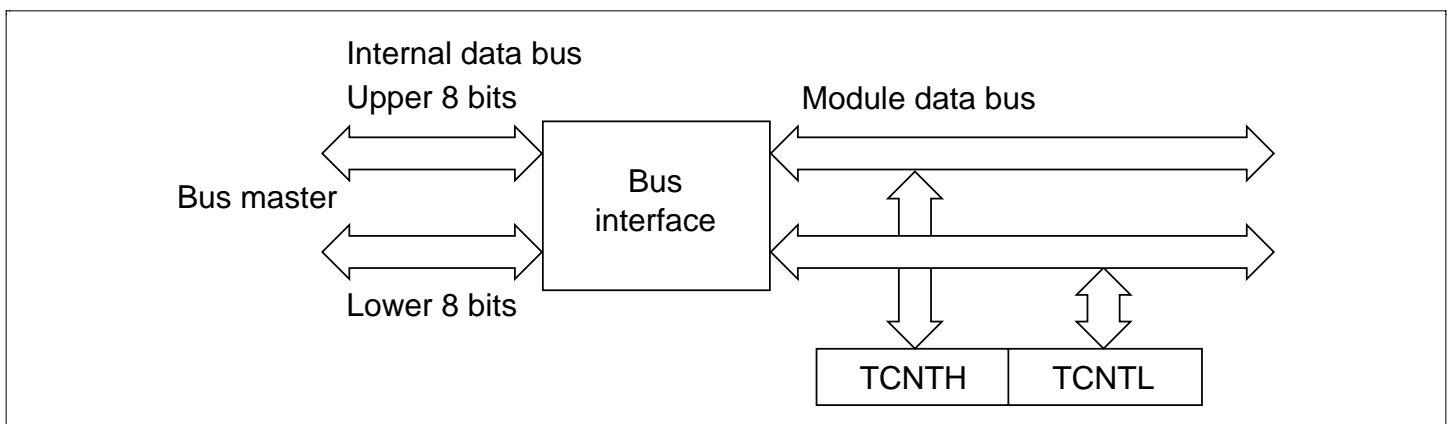 Internal data bus
Upper 8 bits
Module data bus
Bus master
Bus
interface
Lower 8 bits
TCNTH
TCNTL